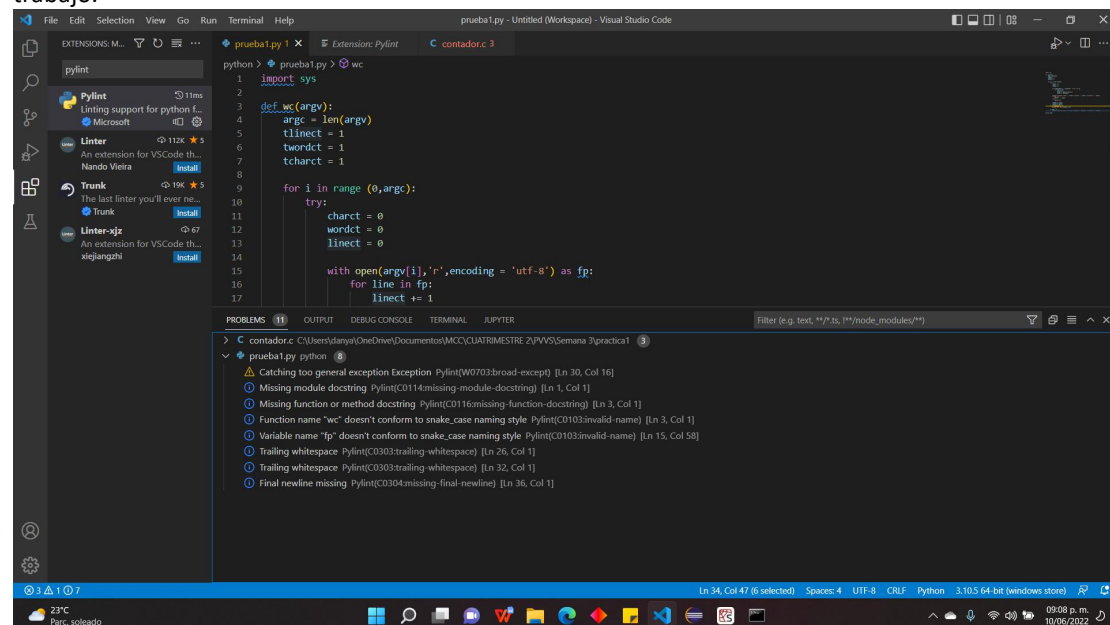 trabajo.
File Edit Selection View Go Run Terminal Help
prueba1.py - Untitled (Workspace) - Visual Studio Code
EXTENSIONS: M...
pylint
Pylint 11ms
Linting support for python f...
Microsoft
Linter 112K ★ 5
An extension for VSCode th...
Nando Vieira Install
Trunk 19K ★ 5
The last linter you'll ever ne...
Trunk Install
Linter-xjz 67
An extension for VSCode th...
xiejiangzhi Install
prueba1.py 1 Extension: Pylint C contador.c 3
python > prueba1.py > wc
1 import sys
2
3 def wc(argv):
4 argc = len(argv)
5 tlinect = 1
6 twordct = 1
7 tcharct = 1
8
9 for i in range (0,argc):
10 try:
11 charct = 0
12 wordct = 0
13 linect = 0
14
15 with open(argv[i],'r',encoding = 'utf-8') as fp:
16 for line in fp:
17 linect += 1
PROBLEMS 11 OUTPUT DEBUG CONSOLE TERMINAL JUPYTER
Filter (e.g. text, **/*.ts, !**/node_modules/**)
C contador.c C:\Users\danya\OneDrive\Documentos\MCC\CUATRIMESTRE 2\PVVS\Semana 3\practica1 3
prueba1.py python 8
Catching too general exception Exception Pylint(W0703:broad-except) [Ln 30, Col 16]
Missing module docstring Pylint(C0114:missing-module-docstring) [Ln 1, Col 1]
Missing function or method docstring Pylint(C0116:missing-function-docstring) [Ln 3, Col 1]
Function name "wc" doesn't conform to snake_case naming style Pylint(C0103:invalid-name) [Ln 3, Col 1]
Variable name "fp" doesn't conform to snake_case naming style Pylint(C0103:invalid-name) [Ln 15, Col 58]
Trailing whitespace Pylint(C0303:trailing-whitespace) [Ln 26, Col 1]
Trailing whitespace Pylint(C0303:trailing-whitespace) [Ln 32, Col 1]
Final newline missing Pylint(C0304:missing-final-newline) [Ln 36, Col 1]
3 1 7
Ln 34, Col 47 (6 selected) Spaces: 4 UTF-8 CRLF Python 3.10.5 64-bit (windows store)
23°C
Parc. soleado
09:08 p. m.
10/06/2022